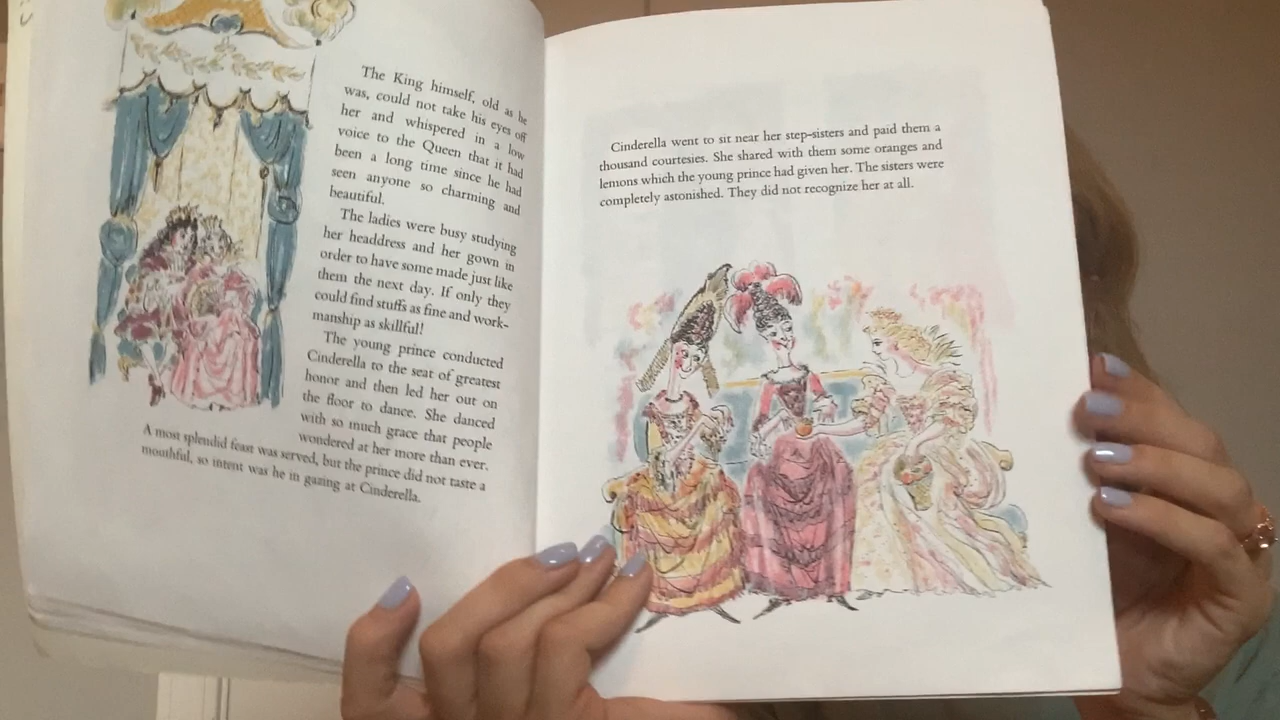 The King himself, old as he
was, could not take his eyes off
her and whispered in a low
voice to the Queen that it had
been a long time since he had
seen anyone so charming and
beautiful.
The ladies were busy studying
her headdress and her gown in
order to have some made just like
them the next day. If only they
could find stuffs as fine and work-
manship as skillful!
The young prince conducted
Cinderella to the seat of greatest
honor and then led her out on
the floor to dance. She danced
with so much grace that people
wondered at her more than ever.
A most splendid feast was served, but the prince did not taste a
mouthful, so intent was he in gazing at Cinderella.
Cinderella went to sit near her step-sisters and paid them a
thousand courtesies. She shared with them some oranges and
lemons which the young prince had given her. The sisters were
completely astonished. They did not recognize her at all.